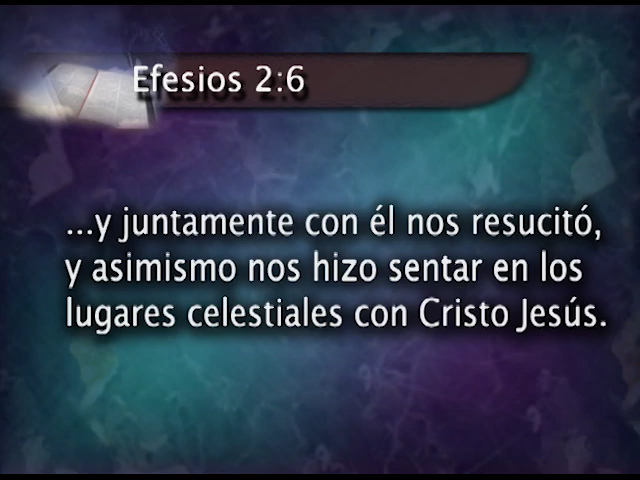 Efesios 2:6
...y juntamente con él nos resucitó,
y asimismo nos hizo sentar en los
lugares celestiales con Cristo Jesús.